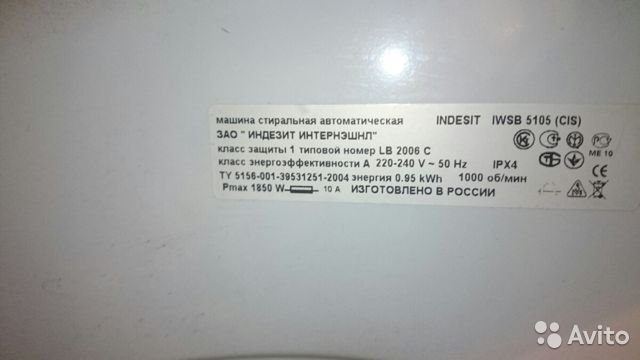 машина стиральная автоматическая INDESIT IWSB 5105 (CIS)
ЗАО " ИНДЕЗИТ ИНТЕРНЭШНЛ"
класс защиты 1 типовой номер LB 2006 C
ME 10
класс энергоэффективности A 220-240 V ~ 50 Hz IPX4
TY 5156-001-39531251-2004 энергия 0.95 kWh 1000 об/мин
CE
Pmax 1850 W 10 A ИЗГОТОВЛЕНО В РОССИИ
Avito